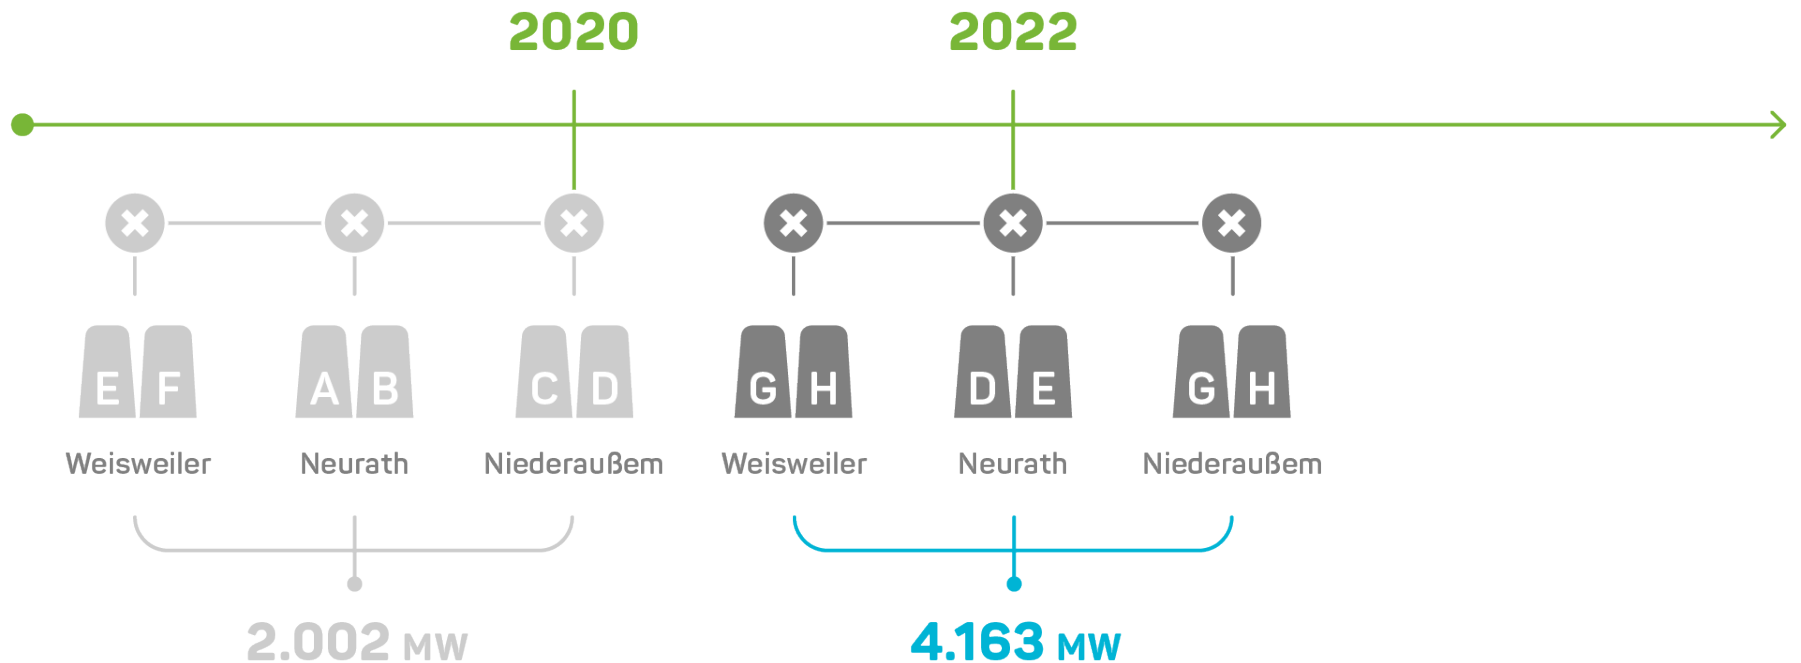 2020 2022
E F A B C D G H D E G H
Weisweiler Neurath Niederaußem Weisweiler Neurath Niederaußem
2.002 MW 4.163 MW